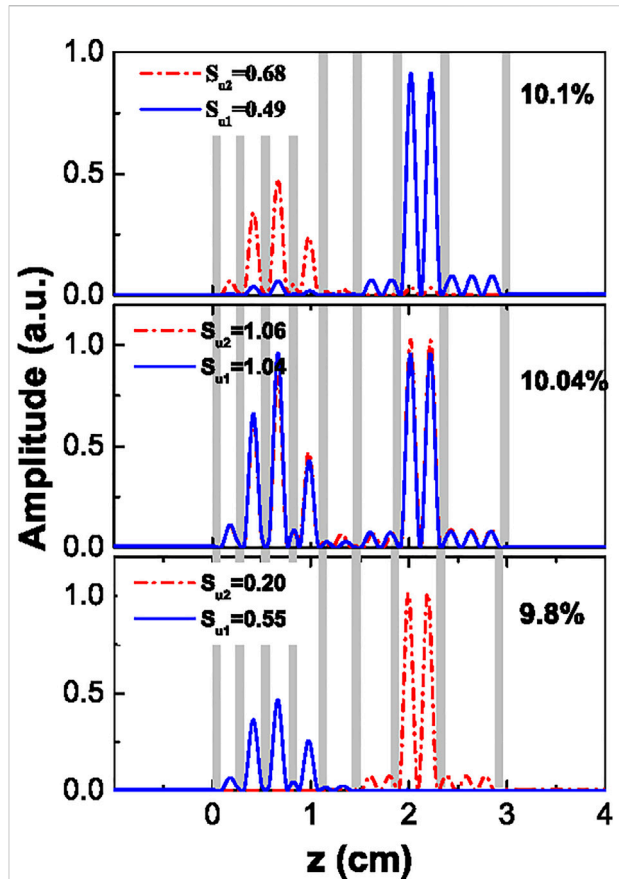 1.0
S_u2=0.68
S_u1=0.49
10.1%
0.5
0.0
1.0
S_u2=1.06
S_u1=1.04
10.04%
0.5
0.0
Amplitude (a.u.)
1.0
S_u2=0.20
S_u1=0.55
9.8%
0.5
0.0
0 1 2 3 4
z (cm)